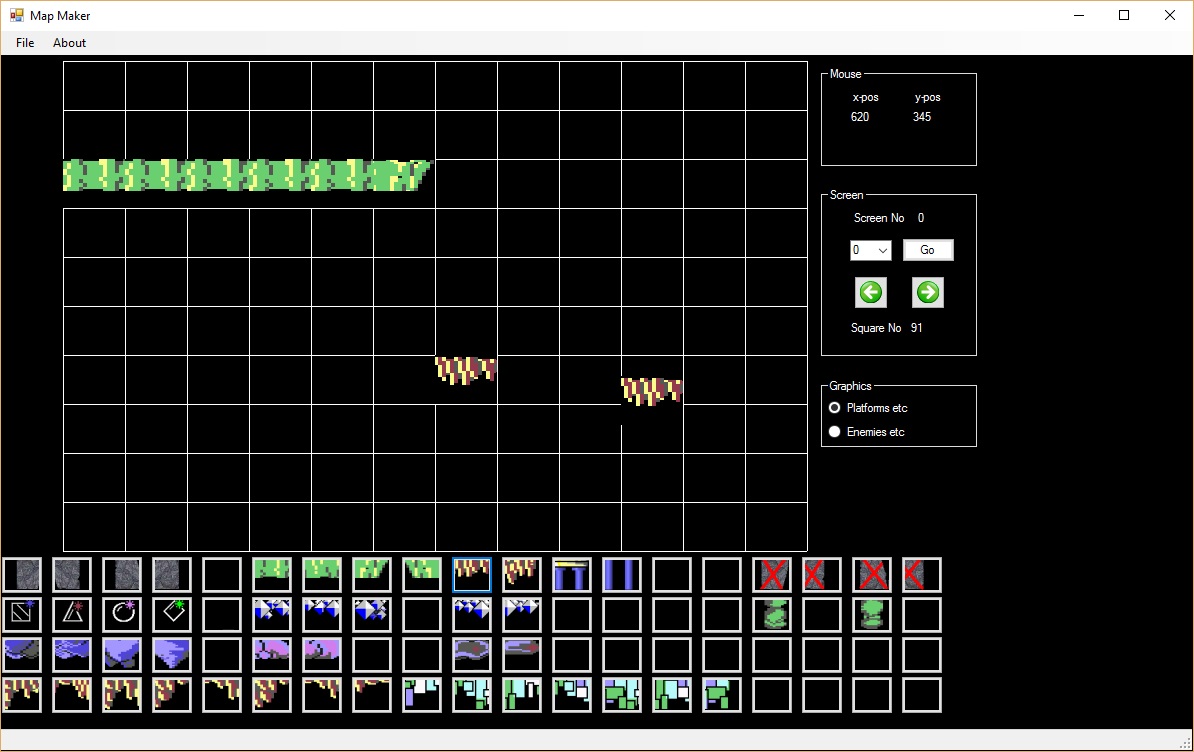 Map Maker
File About
Mouse
x-pos y-pos
620 345
Screen
Screen No 0
0 Go
Square No 91
Graphics
Platforms etc
Enemies etc